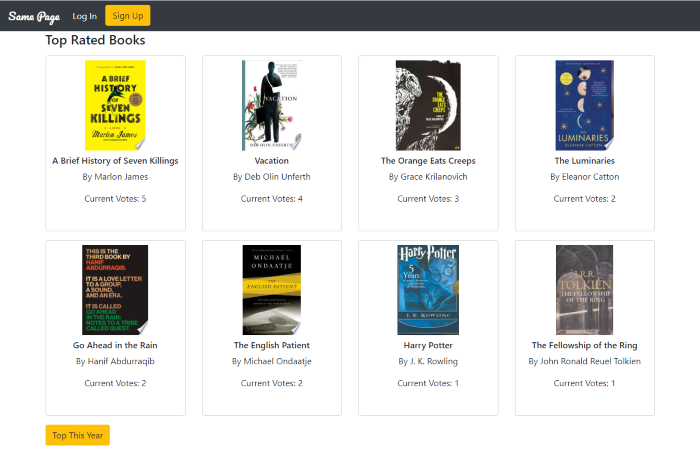 Same Page Log In Sign Up
Top Rated Books
A BRIEF
HISTORY
OF
SEVEN
KILLINGS
Marlon James
A Brief History of Seven Killings
By Marlon James
Current Votes: 5
VACATION
DEB OLIN UNFERTH
Vacation
By Deb Olin Unferth
Current Votes: 4
THE
ORANGE
EATS
CREEPS
The Orange Eats Creeps
By Grace Krilanovich
Current Votes: 3
THE
LUMINARIES
ELEANOR CATTON
The Luminaries
By Eleanor Catton
Current Votes: 2
THIS IS THE
THIRD BOOK BY
HANIF
ABDURRAQIB.
IT IS A LOVE LETTER
TO A GROUP,
A SOUND,
AND AN ERA.
IT IS CALLED
GO AHEAD
IN THE RAIN:
NOTES TO A TRIBE
CALLED QUEST
Go Ahead in the Rain
By Hanif Abdurraqib
Current Votes: 2
MICHAEL
ONDAATJE
THE
ENGLISH PATIENT
The English Patient
By Michael Ondaatje
Current Votes: 2
Harry Potter
5
Years
J. K. ROWLING
Harry Potter
By J. K. Rowling
Current Votes: 1
J.R.R.
TOLKIEN
THE FELLOWSHIP
OF THE RING
The Fellowship of the Ring
By John Ronald Reuel Tolkien
Current Votes: 1
Top This Year